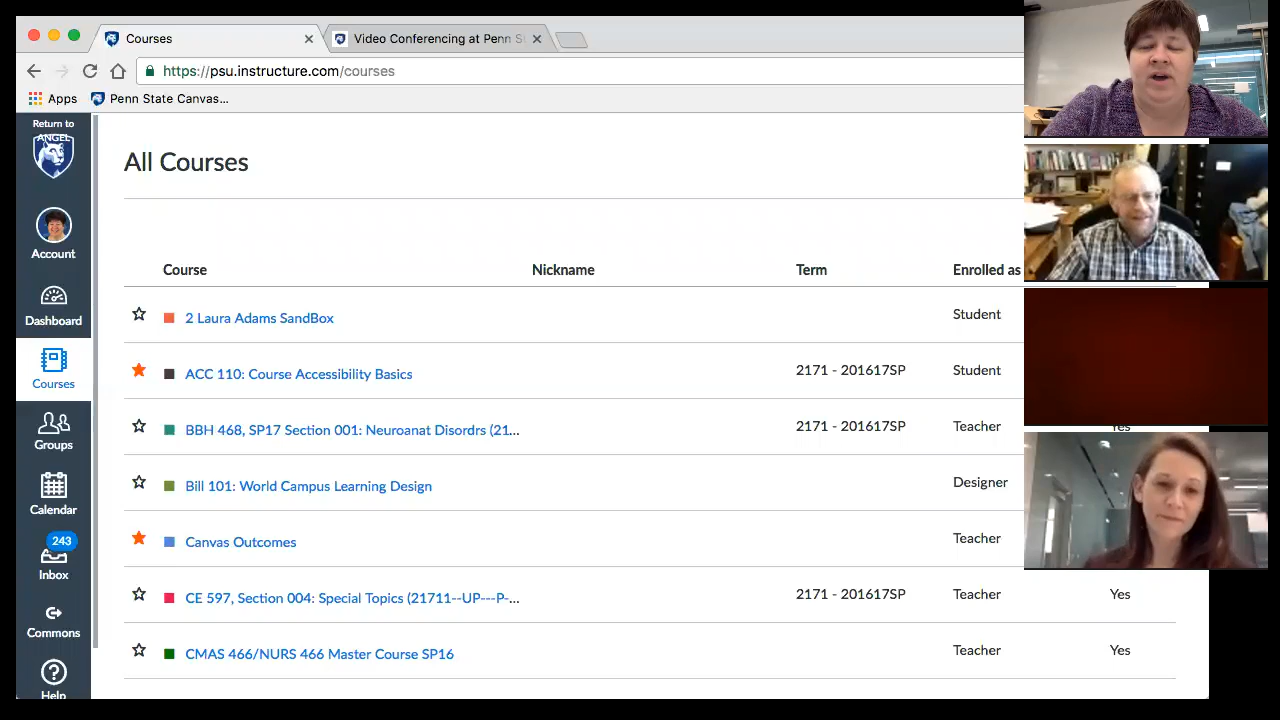 Courses
Video Conferencing at Penn St
https://psu.instructure.com/courses
Apps
Penn State Canvas...
Return to
ANGEL
Account
Dashboard
Courses
Groups
Calendar
243
Inbox
Commons
Help
All Courses
Course Nickname Term Enrolled as
2 Laura Adams SandBox Student
ACC 110: Course Accessibility Basics 2171 - 201617SP Student
BBH 468, SP17 Section 001: Neuroanat Disordrs (21... 2171 - 201617SP Teacher Yes
Bill 101: World Campus Learning Design Designer
Canvas Outcomes Teacher
CE 597, Section 004: Special Topics (21711--UP---P-... 2171 - 201617SP Teacher Yes
CMAS 466/NURS 466 Master Course SP16 Teacher Yes